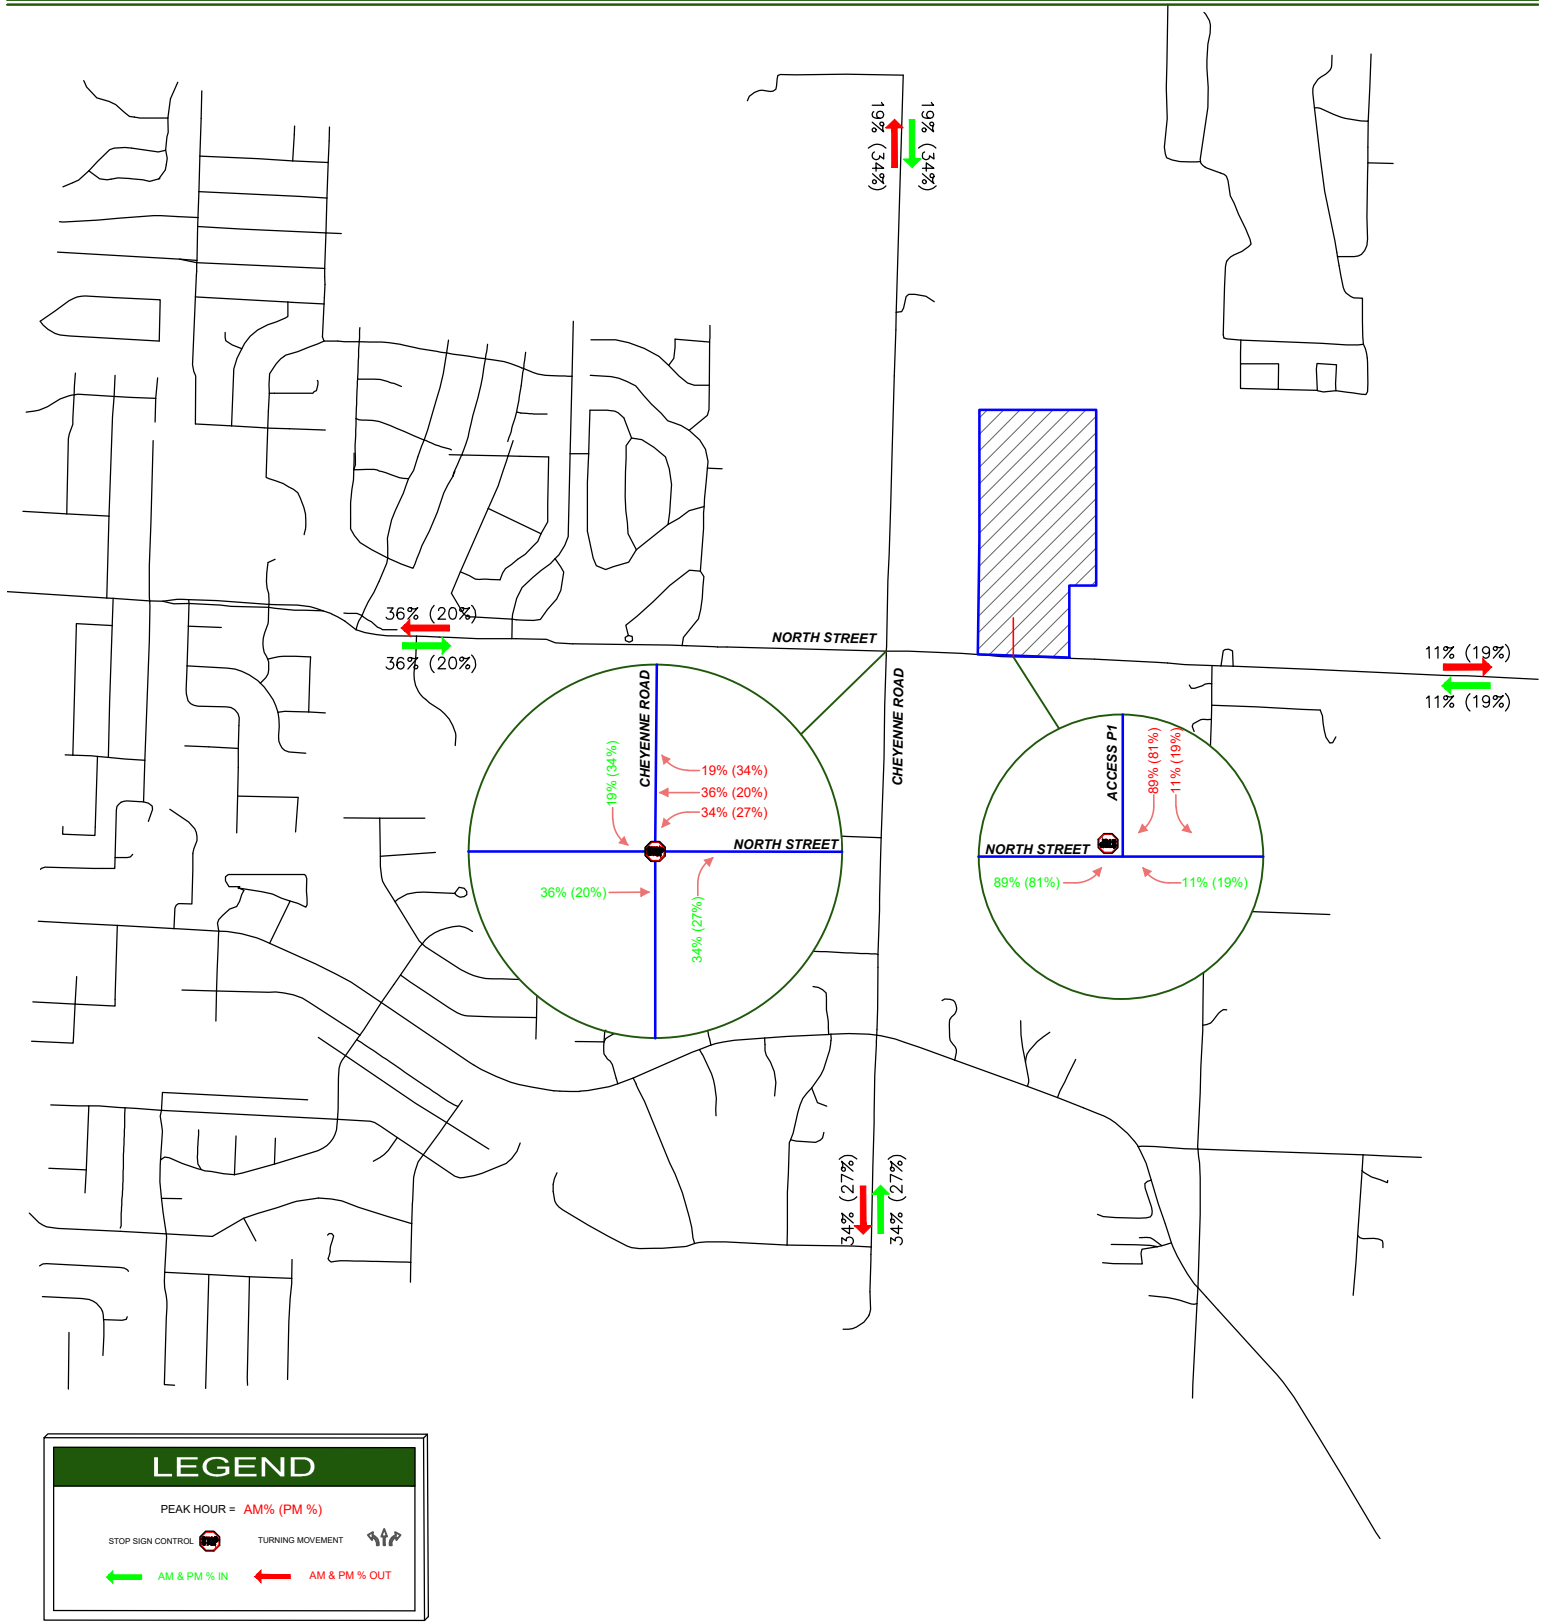 19% (34%)
19% (34%)
36% (20%)
36% (20%)
NORTH STREET
11% (19%)
11% (19%)
CHEYENNE ROAD
CHEYENNE ROAD
19% (34%)
19% (34%)
36% (20%)
34% (27%)
NORTH STREET
STOP
36% (20%)
34% (27%)
ACCESS P1
89% (81%)
11% (19%)
NORTH STREET
89% (81%)
11% (19%)
34% (27%)
34% (27%)
LEGEND
PEAK HOUR = AM% (PM %)
STOP SIGN CONTROL STOP TURNING MOVEMENT
AM & PM % IN AM & PM % OUT